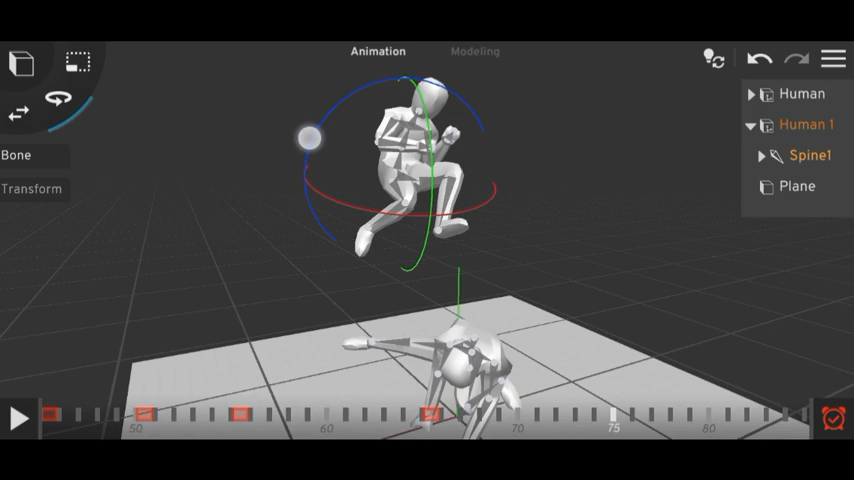 Animation
Modeling
Human
Human 1
Spine1
Plane
Bone
Transform
50
60
70
75
80